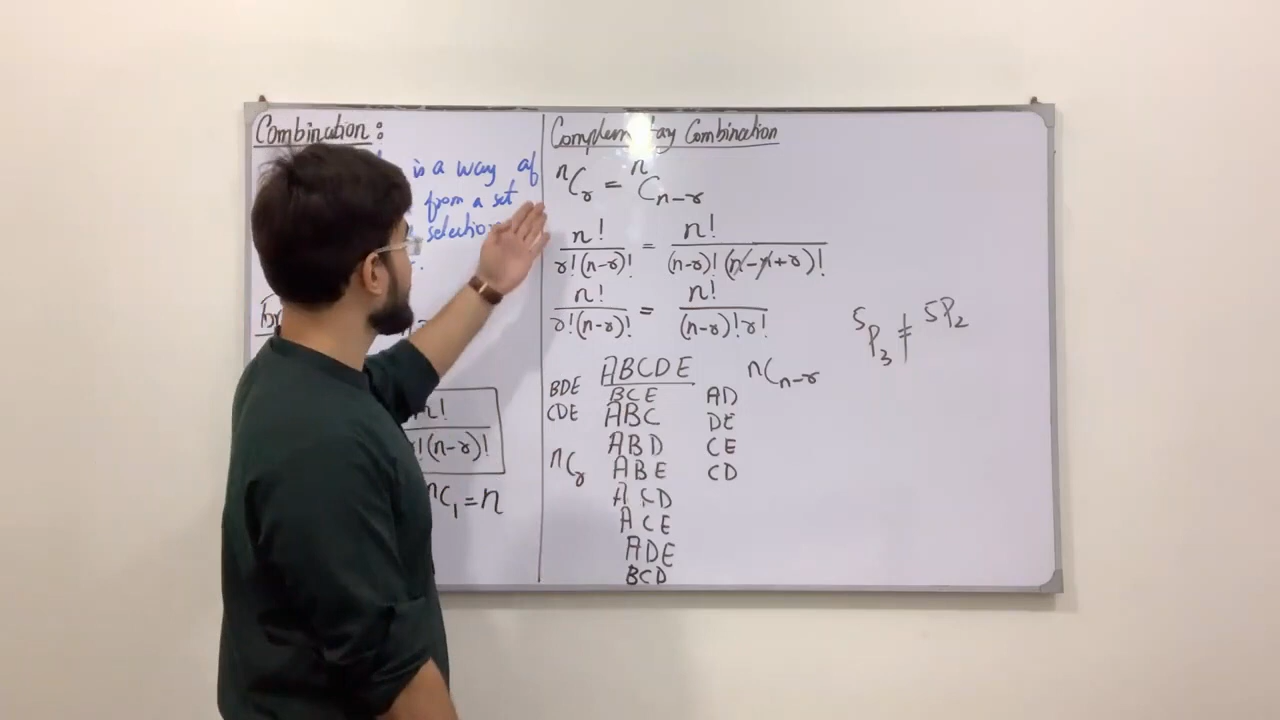 Combination:
is a way of
from a set
selection
For
n!
r!(n-r)!
nC₁ = n
Complementary Combination
ⁿCᵣ = ⁿCₙ₋ᵣ
n!/r!(n-r)! = n!/(n-r)!(n-n+r)!
n!/r!(n-r)! = n!/(n-r)!r!
⁵P₃ ≠ ⁵P₂
ABCDE
nCₙ₋ᵣ
BDE BCE AD
CDE ABC DE
ABD CE
nCᵣ ABE CD
ACD
ACE
ADE
BCD